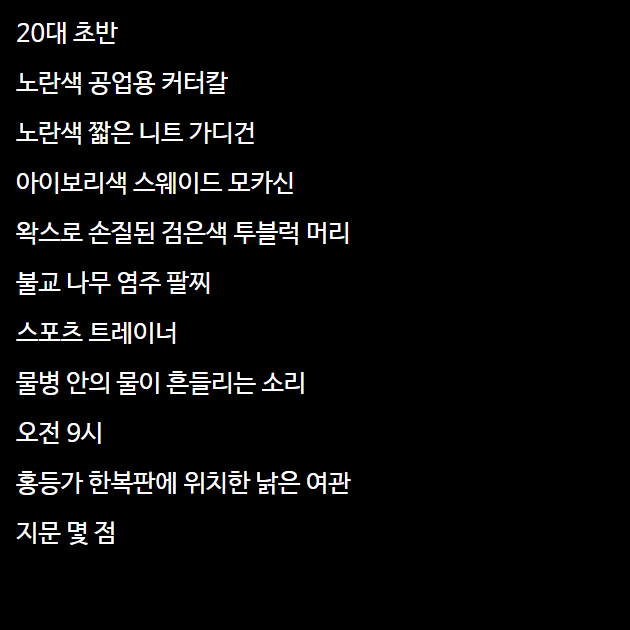 20대 초반
노란색 공업용 커터칼
노란색 짧은 니트 가디건
아이보리색 스웨이드 모카신
왁스로 손질된 검은색 투블럭 머리
불교 나무 염주 팔찌
스포츠 트레이너
물병 안의 물이 흔들리는 소리
오전 9시
홍등가 한복판에 위치한 낡은 여관
지문 몇 점